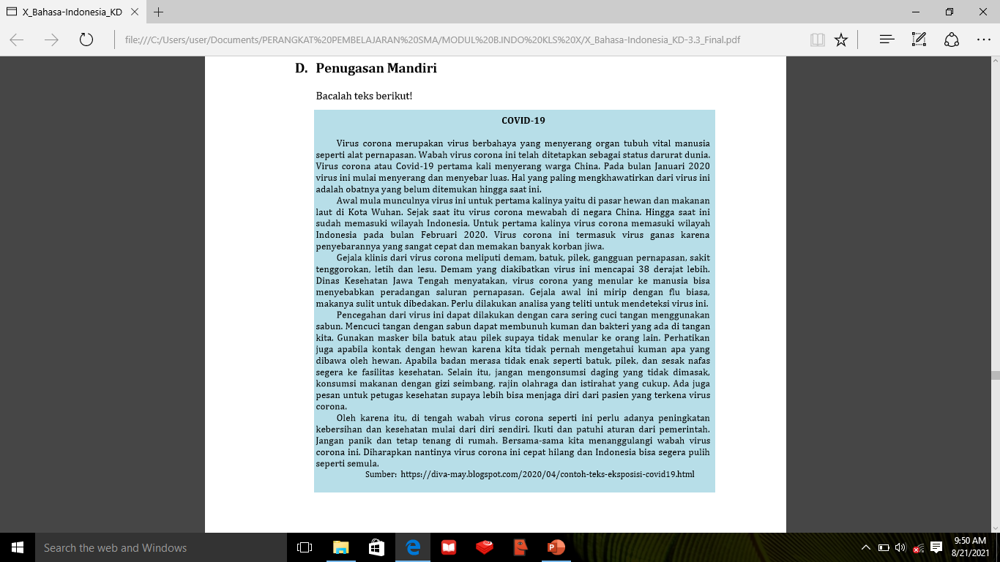 X_Bahasa-Indonesia_KD
file:///C:/Users/user/Documents/PERANGKAT%20PEMBELAJARAN%20SMA/MODUL%20B.INDO%20KLS%20X/X_Bahasa-Indonesia_KD-3.3_Final.pdf
D. Penugasan Mandiri
Bacalah teks berikut!
COVID-19
Virus corona merupakan virus berbahaya yang menyerang organ tubuh vital manusia
seperti alat pernapasan. Wabah virus corona ini telah ditetapkan sebagai status darurat dunia.
Virus corona atau Covid-19 pertama kali menyerang warga China. Pada bulan Januari 2020
virus ini mulai menyerang dan menyebar luas. Hal yang paling mengkhawatirkan dari virus ini
adalah obatnya yang belum ditemukan hingga saat ini.
Awal mula munculnya virus ini untuk pertama kalinya yaitu di pasar hewan dan makanan
laut di Kota Wuhan. Sejak saat itu virus corona mewabah di negara China. Hingga saat ini
sudah memasuki wilayah Indonesia. Untuk pertama kalinya virus corona memasuki wilayah
Indonesia pada bulan Februari 2020. Virus corona ini termasuk virus ganas karena
penyebarannya yang sangat cepat dan memakan banyak korban jiwa.
Gejala klinis dari virus corona meliputi demam, batuk, pilek, gangguan pernapasan, sakit
tenggorokan, letih dan lesu. Demam yang diakibatkan virus ini mencapai 38 derajat lebih.
Dinas Kesehatan Jawa Tengah menyatakan, virus corona yang menular ke manusia bisa
menyebabkan peradangan saluran pernapasan. Gejala awal ini mirip dengan flu biasa,
makanya sulit untuk dibedakan. Perlu dilakukan analisa yang teliti untuk mendeteksi virus ini.
Pencegahan dari virus ini dapat dilakukan dengan cara sering cuci tangan menggunakan
sabun. Mencuci tangan dengan sabun dapat membunuh kuman dan bakteri yang ada di tangan
kita. Gunakan masker bila batuk atau pilek supaya tidak menular ke orang lain. Perhatikan
juga apabila kontak dengan hewan karena kita tidak pernah mengetahui kuman apa yang
dibawa oleh hewan. Apabila badan merasa tidak enak seperti batuk, pilek, dan sesak nafas
segera ke fasilitas kesehatan. Selain itu, jangan mengonsumsi daging yang tidak dimasak,
konsumsi makanan dengan gizi seimbang, rajin olahraga dan istirahat yang cukup. Ada juga
pesan untuk petugas kesehatan supaya lebih bisa menjaga diri dari pasien yang terkena virus
corona.
Oleh karena itu, di tengah wabah virus corona seperti ini perlu adanya peningkatan
kebersihan dan kesehatan mulai dari diri sendiri. Ikuti dan patuhi aturan dari pemerintah.
Jangan panik dan tetap tenang di rumah. Bersama-sama kita menanggulangi wabah virus
corona ini. Diharapkan nantinya virus corona ini cepat hilang dan Indonesia bisa segera pulih
seperti semula.
Sumber: https://diva-may.blogspot.com/2020/04/contoh-teks-eksposisi-covid19.html
Search the web and Windows
9:50 AM
8/21/2021